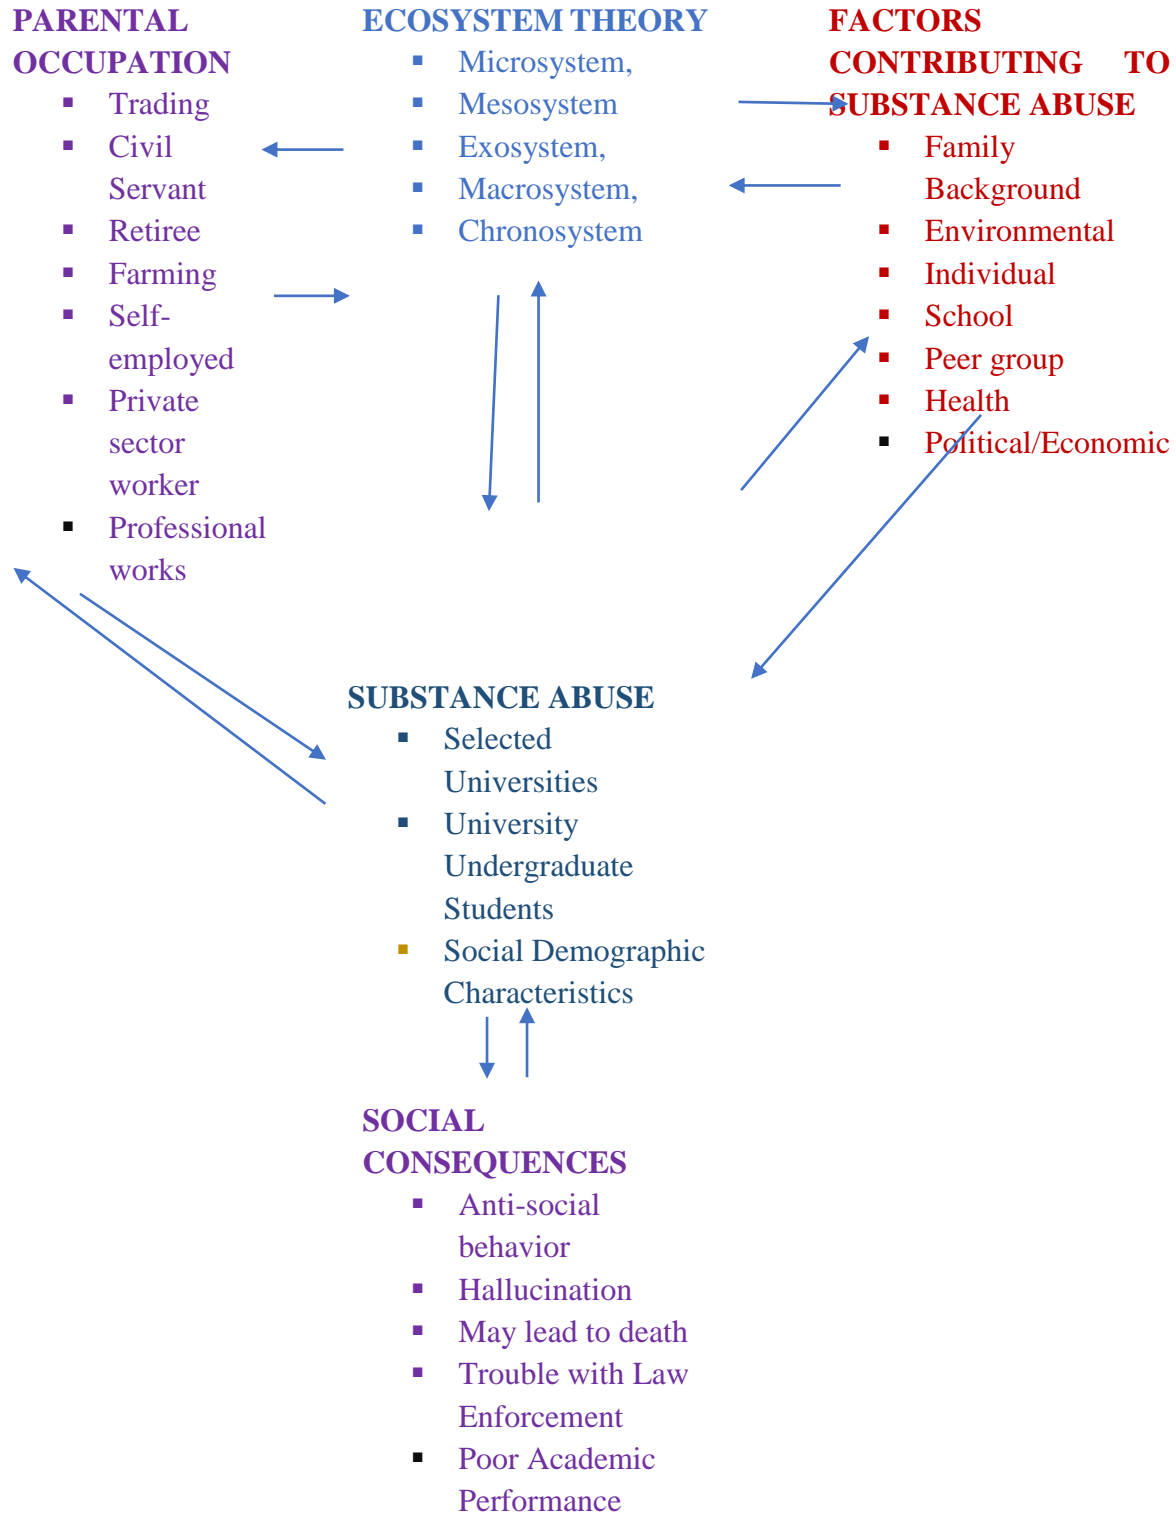 PARENTAL
OCCUPATION
▪ Trading
▪ Civil
Servant
▪ Retiree
▪ Farming
▪ Self-
employed
▪ Private
sector
worker
▪ Professional
works
ECOSYSTEM THEORY
▪ Microsystem,
▪ Mesosystem
▪ Exosystem,
▪ Macrosystem,
▪ Chronosystem
FACTORS
CONTRIBUTING TO
SUBSTANCE ABUSE
▪ Family
Background
▪ Environmental
▪ Individual
▪ School
▪ Peer group
▪ Health
▪ Political/Economic
SUBSTANCE ABUSE
▪ Selected
Universities
▪ University
Undergraduate
Students
▪ Social Demographic
Characteristics
SOCIAL
CONSEQUENCES
▪ Anti-social
behavior
▪ Hallucination
▪ May lead to death
▪ Trouble with Law
Enforcement
▪ Poor Academic
Performance